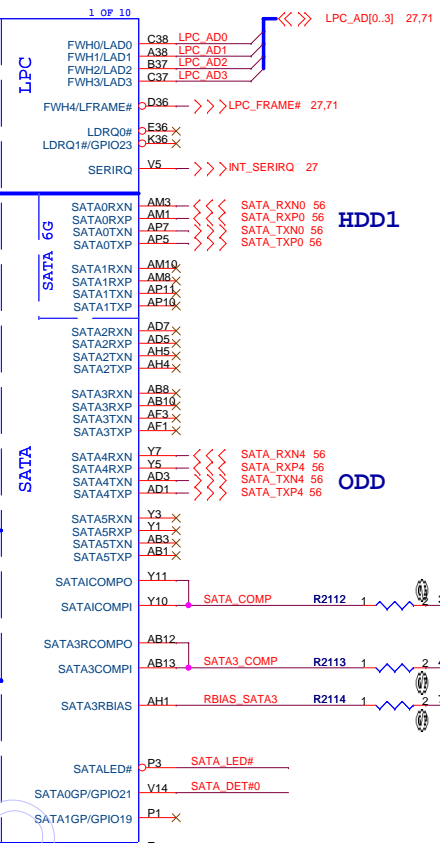 1 OF 10
LPC_AD[0..3] 27,71
LPC
FWH0/LAD0 C38 LPC_AD0
FWH1/LAD1 A38 LPC_AD1
FWH2/LAD2 B37 LPC_AD2
FWH3/LAD3 C37 LPC_AD3
FWH4/LFRAME# D36 LPC_FRAME# 27,71
LDRQ0# E36
LDRQ1#/GPIO23 K36
SERIRQ V5 INT_SERIRQ 27
SATA 6G
SATA0RXN AM3 SATA_RXN0 56
SATA0RXP AM1 SATA_RXP0 56
HDD1
SATA0TXN AP7 SATA_TXN0 56
SATA0TXP AP5 SATA_TXP0 56
SATA1RXN AM10
SATA1RXP AM8
SATA1TXN AP11
SATA1TXP AP10
SATA2RXN AD7
SATA2RXP AD5
SATA2TXN AH5
SATA2TXP AH4
SATA3RXN AB8
SATA3RXP AB10
SATA3TXN AF3
SATA3TXP AF1
SATA
SATA4RXN Y7 SATA_RXN4 56
SATA4RXP Y5 SATA_RXP4 56
SATA4TXN AD3 SATA_TXN4 56
ODD
SATA4TXP AD1 SATA_TXP4 56
SATA5RXN Y3
SATA5RXP Y1
SATA5TXN AB3
SATA5TXP AB1
SATAICOMPO Y11
SATAICOMPI Y10 SATA_COMP R2112 1 2
SATA3RCOMPO AB12
SATA3COMPI AB13 SATA3_COMP R2113 1 2
SATA3RBIAS AH1 RBIAS_SATA3 R2114 1 2
SATALED# P3 SATA_LED#
SATA0GP/GPIO21 V14 SATA_DET#0
SATA1GP/GPIO19 P1